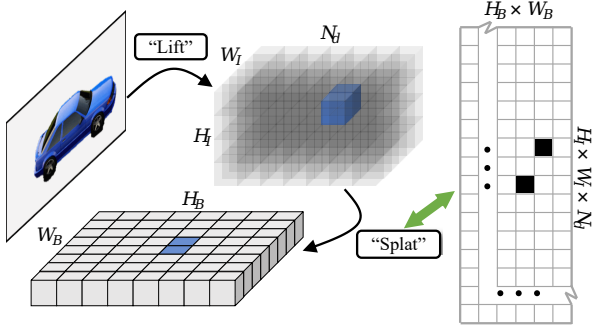 H_B × W_B
N_d
"Lift"
W_I
H_I
H_I × W_I × N_d
H_B
W_B
"Splat"